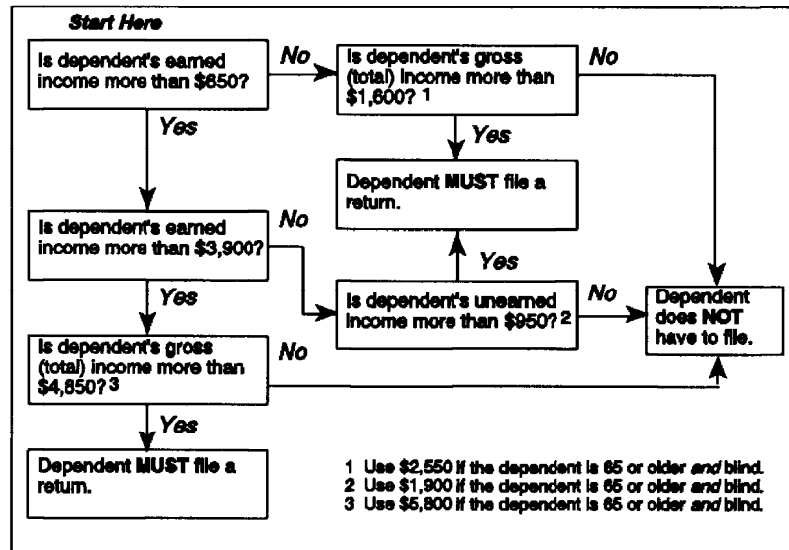 Start Here
Is dependent's earned
income more than $650?
No
Is dependent's gross
(total) income more than
$1,600? 1
No
Yes
Yes
Dependent MUST file a
return.
Is dependent's earned
income more than $3,900?
No
Yes
Is dependent's unearned
income more than $950? 2
No
Dependent
does NOT
have to file.
Yes
Is dependent's gross
(total) income more than
$4,850? 3
No
Yes
Dependent MUST file a
return.
1 Use $2,550 if the dependent is 65 or older and blind.
2 Use $1,900 if the dependent is 65 or older and blind.
3 Use $5,800 if the dependent is 65 or older and blind.